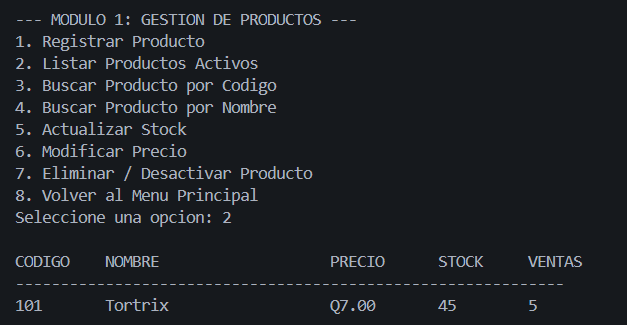 --- MODULO 1: GESTION DE PRODUCTOS ---
1. Registrar Producto
2. Listar Productos Activos
3. Buscar Producto por Codigo
4. Buscar Producto por Nombre
5. Actualizar Stock
6. Modificar Precio
7. Eliminar / Desactivar Producto
8. Volver al Menu Principal
Seleccione una opcion: 2

CODIGO    NOMBRE                   PRECIO      STOCK     VENTAS
-------------------------------------------------------------
101       Tortrix                  Q7.00       45        5